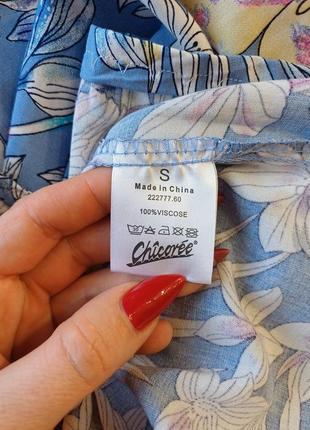 S
Made in China
222777.60
100%VISCOSE
Chicorée®